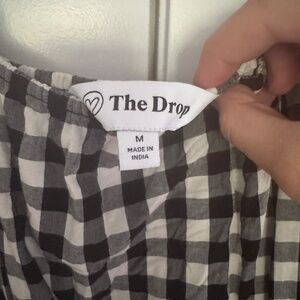 The Drop
M
MADE IN
INDIA